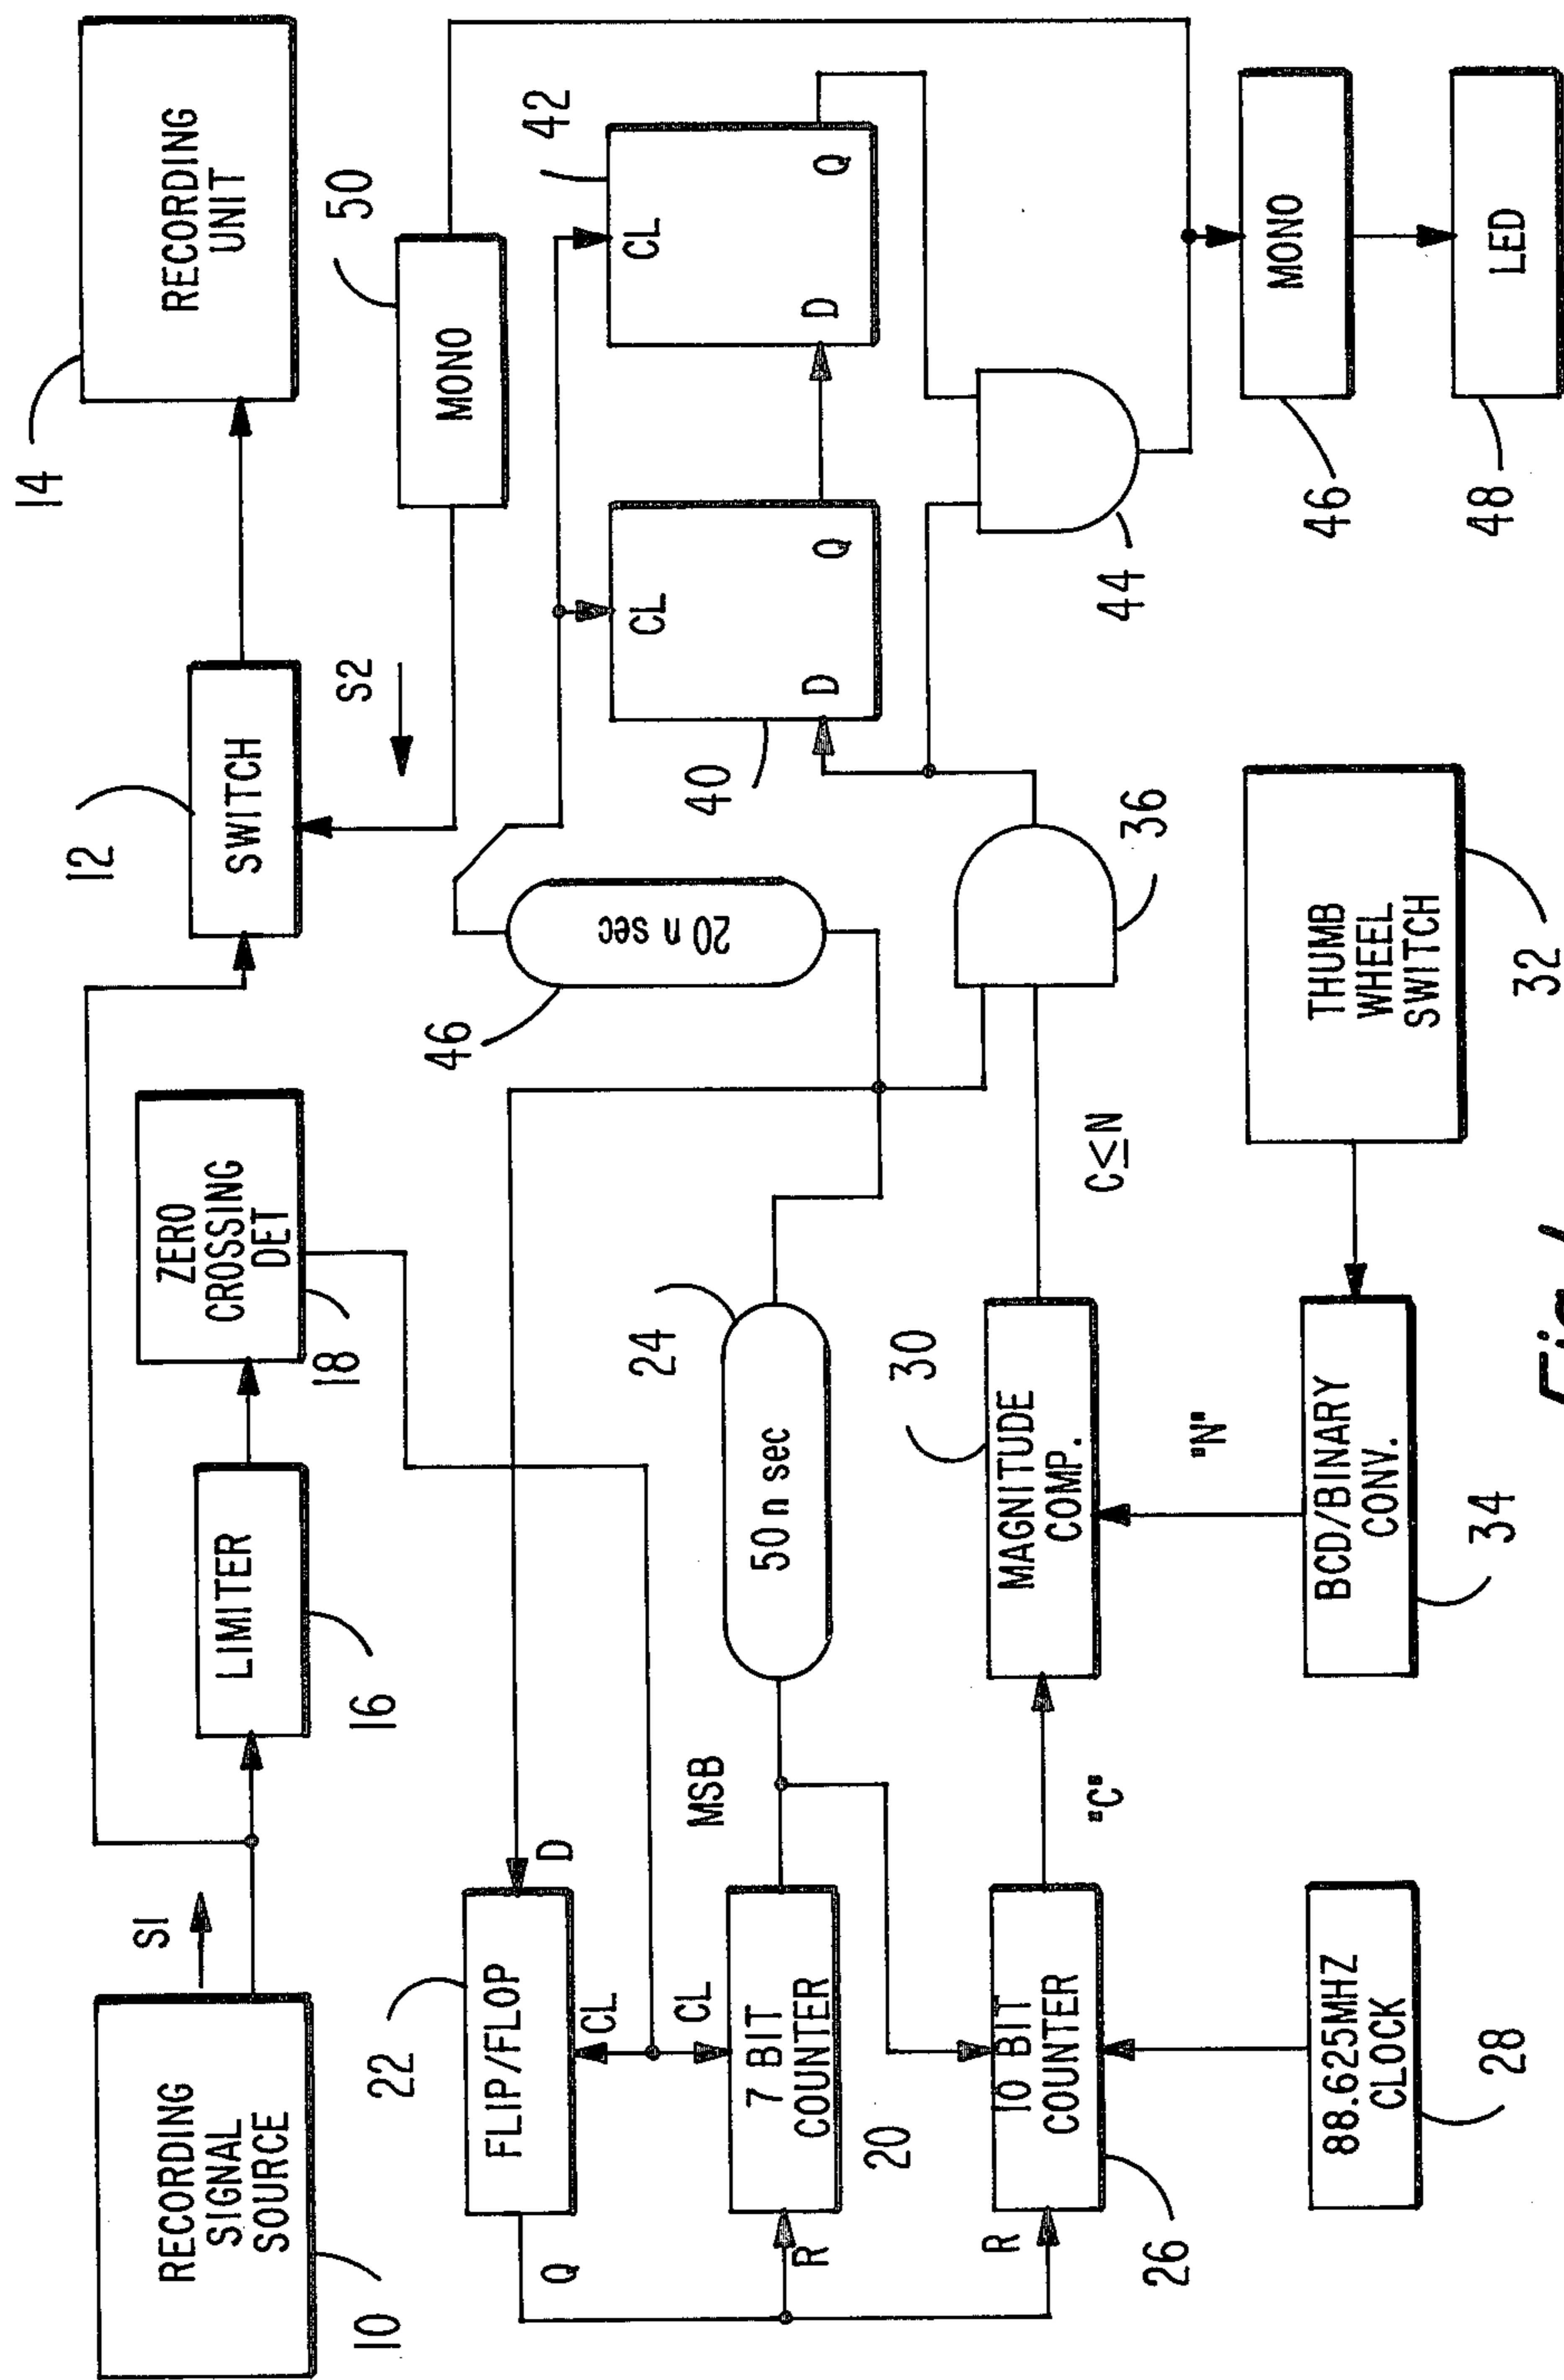 RECORDING
SIGNAL
SOURCE
10
S1
LIMITER
16
ZERO
CROSSING
DET
18
SWITCH
12
S2
RECORDING
UNIT
14
MONO
50
FLIP/FLOP
22
Q
D
CL
CL
7 BIT
COUNTER
20
R
MSB
50 n sec
24
20 n sec
46
CL
D
Q
40
CL
D
Q
42
10 BIT
COUNTER
26
R
"C"
MAGNITUDE
COMP.
30
C≤N
36
44
88.625MHZ
CLOCK
28
BCD/BINARY
CONV.
34
"N"
THUMB
WHEEL
SWITCH
32
MONO
46
LED
48